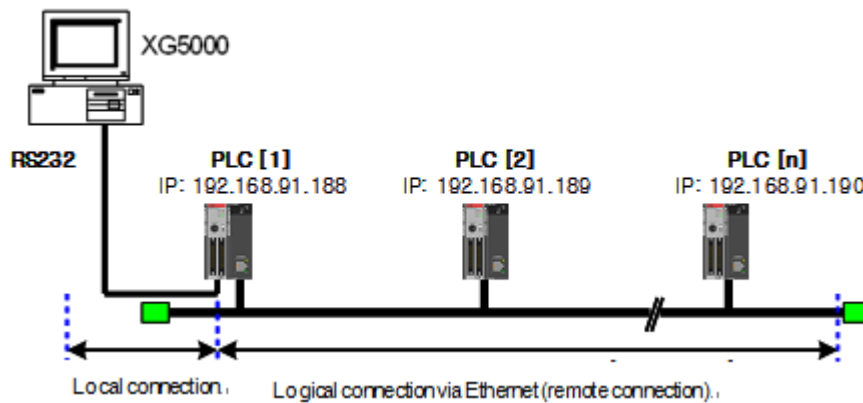 XG5000
RS232
PLC [1]
IP: 192.168.91.188
PLC [2]
IP: 192.168.91.189
PLC [n]
IP: 192.168.91.190
Local connection.
Logical connection via Ethernet (remote connection).